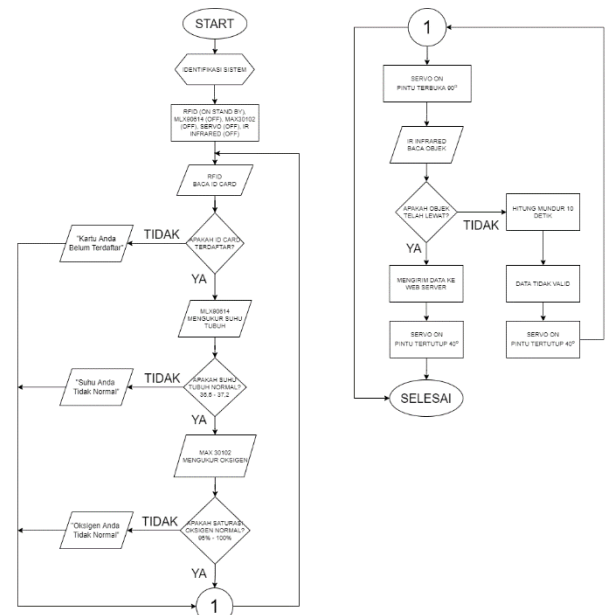 START
IDENTIFIKASI SISTEM
RFID (ON STAND BY),
MLX90614 (OFF), MAX30102
(OFF), SERVO (OFF), IR
INFRARED (OFF)
RFID
BACA ID CARD
APAKAH ID CARD
TERDAFTAR?
TIDAK
"Kartu Anda
Belum Terdaftar"
YA
MLX90614
MENGUKUR SUHU
TUBUH
APAKAH SUHU
TUBUH NORMAL?
36.5 - 37.2
TIDAK
"Suhu Anda
Tidak Normal"
YA
MAX 30102
MENGUKUR OKSIGEN
APAKAH SATURASI
OKSIGEN NORMAL?
95% - 100%
TIDAK
"Oksigen Anda
Tidak Normal"
YA
1
1
SERVO ON
PINTU TERBUKA 90°
IR INFRARED
BACA OBJEK
APAKAH OBJEK
TELAH LEWAT?
TIDAK
HITUNG MUNDUR 10
DETIK
DATA TIDAK VALID
SERVO ON
PINTU TERTUTUP 40°
YA
MENGIRIM DATA KE
WEB SERVER
SERVO ON
PINTU TERTUTUP 40°
SELESAI